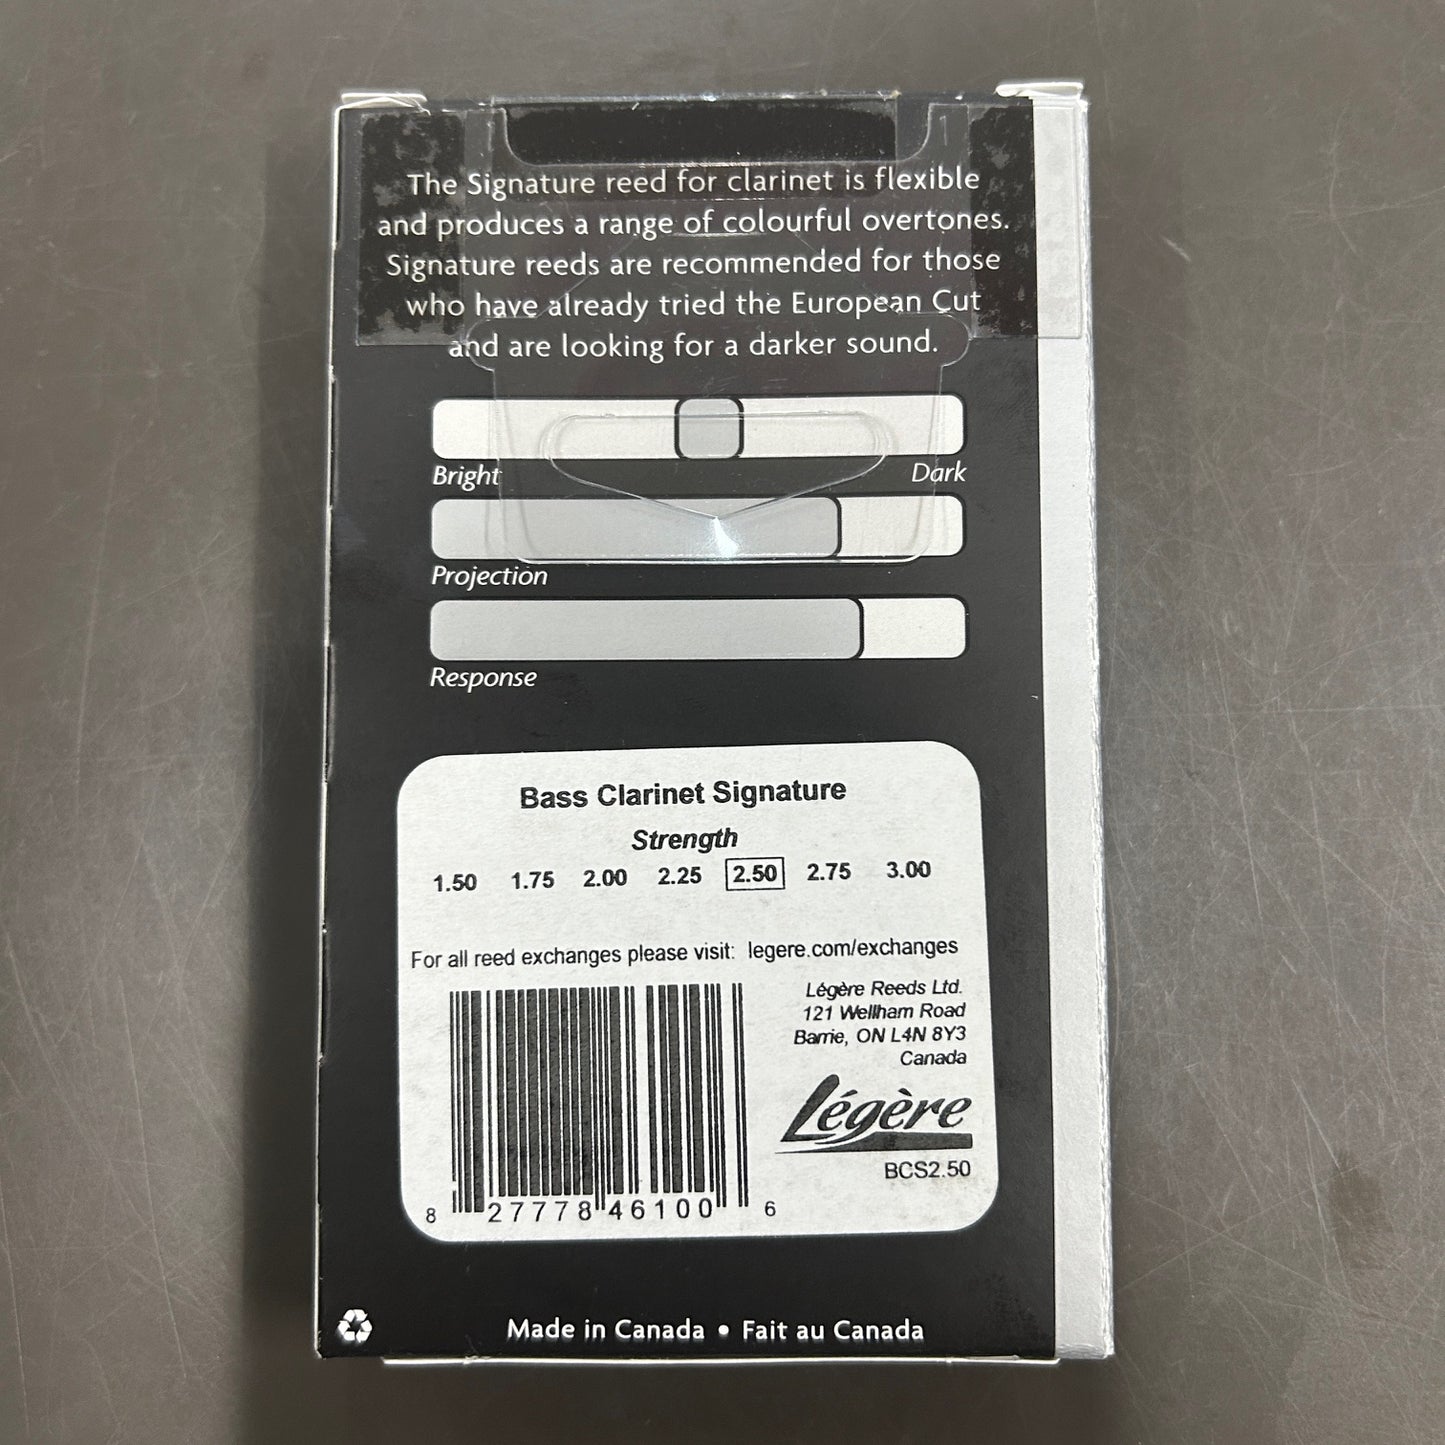 The Signature reed for clarinet is flexible
and produces a range of colourful overtones.
Signature reeds are recommended for those
who have already tried the European Cut
and are looking for a darker sound.
Bright Dark
Projection
Response
Bass Clarinet Signature
Strength
1.50 1.75 2.00 2.25 2.50 2.75 3.00
For all reed exchanges please visit: legere.com/exchanges
Légère Reeds Ltd.
121 Wellham Road
Barrie, ON L4N 8Y3
Canada
Légère
BCS2.50
8 27778 46100 6
Made in Canada • Fait au Canada